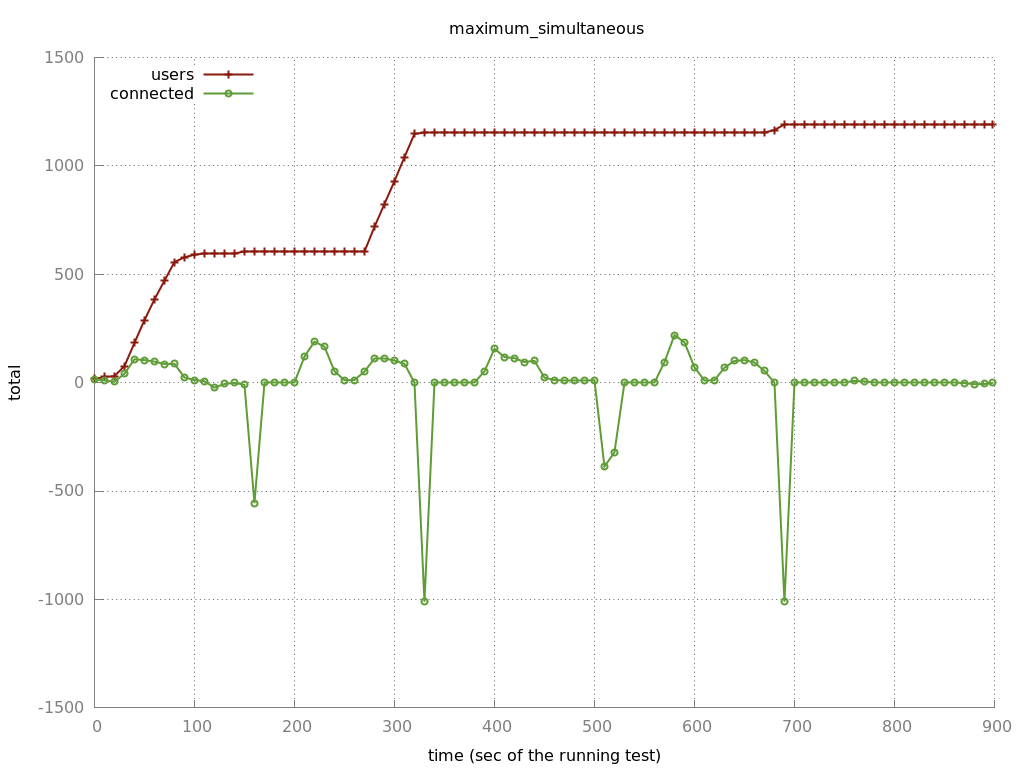 maximum_simultaneous
users
connected
1500
1000
500
0
-500
-1000
-1500
total
0 100 200 300 400 500 600 700 800 900
time (sec of the running test)